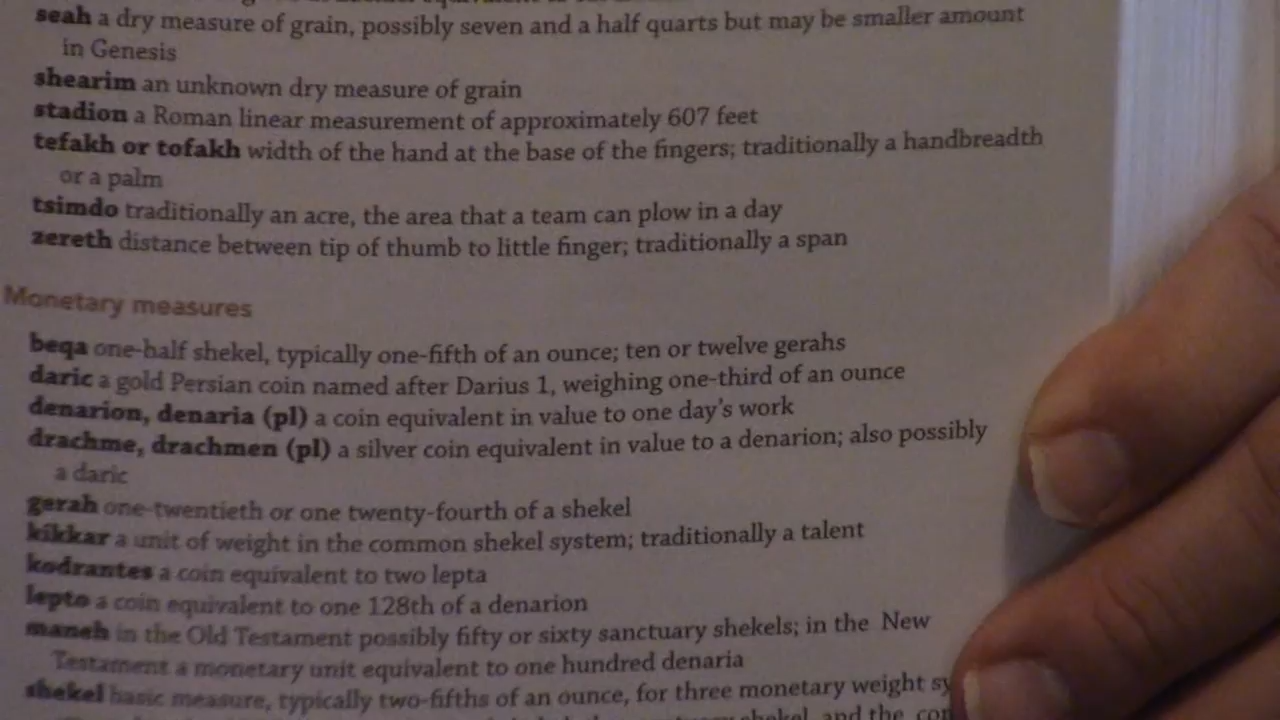 seah a dry measure of grain, possibly seven and a half quarts but may be smaller amount
in Genesis
shearim an unknown dry measure of grain
stadion a Roman linear measurement of approximately 607 feet
tefakh or tofakh width of the hand at the base of the fingers; traditionally a handbreadth
or a palm
tsimdo traditionally an acre, the area that a team can plow in a day
zereth distance between tip of thumb to little finger; traditionally a span
Monetary measures
beqa one-half shekel, typically one-fifth of an ounce; ten or twelve gerahs
daric a gold Persian coin named after Darius 1, weighing one-third of an ounce
denarion, denaria (pl) a coin equivalent in value to one day's work
drachme, drachmen (pl) a silver coin equivalent in value to a denarion; also possibly
a daric
gerah one-twentieth or one twenty-fourth of a shekel
kikkar a unit of weight in the common shekel system; traditionally a talent
kodrantes a coin equivalent to two lepta
lepto a coin equivalent to one 128th of a denarion
maneh in the Old Testament possibly fifty or sixty sanctuary shekels; in the New
Testament a monetary unit equivalent to one hundred denaria
shekel basic measure, typically two-fifths of an ounce, for three monetary weight
shekel, and the